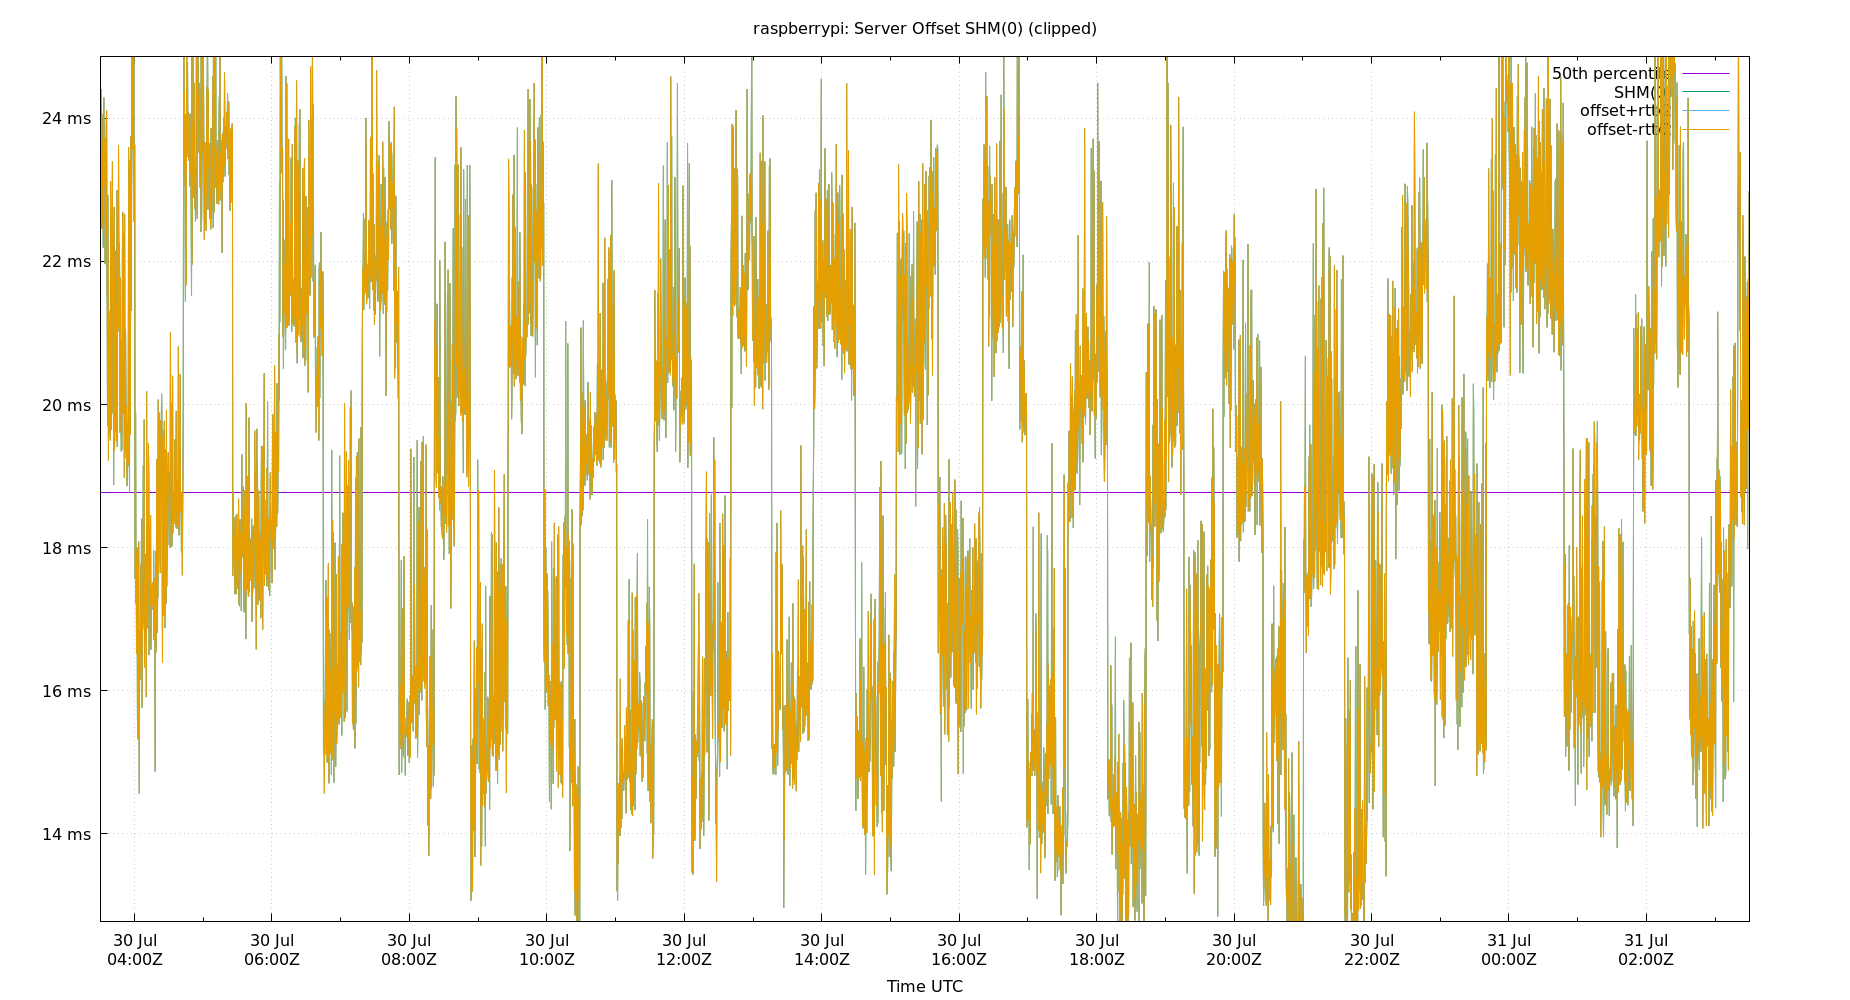 raspberrypi: Server Offset SHM(0) (clipped)
50th percentile
SHM(0)
offset+rtt/2
offset-rtt/2
24 ms
22 ms
20 ms
18 ms
16 ms
14 ms
30 Jul 30 Jul 30 Jul 30 Jul 30 Jul 30 Jul 30 Jul 30 Jul 30 Jul 30 Jul 31 Jul 31 Jul
04:00Z 06:00Z 08:00Z 10:00Z 12:00Z 14:00Z 16:00Z 18:00Z 20:00Z 22:00Z 00:00Z 02:00Z
Time UTC